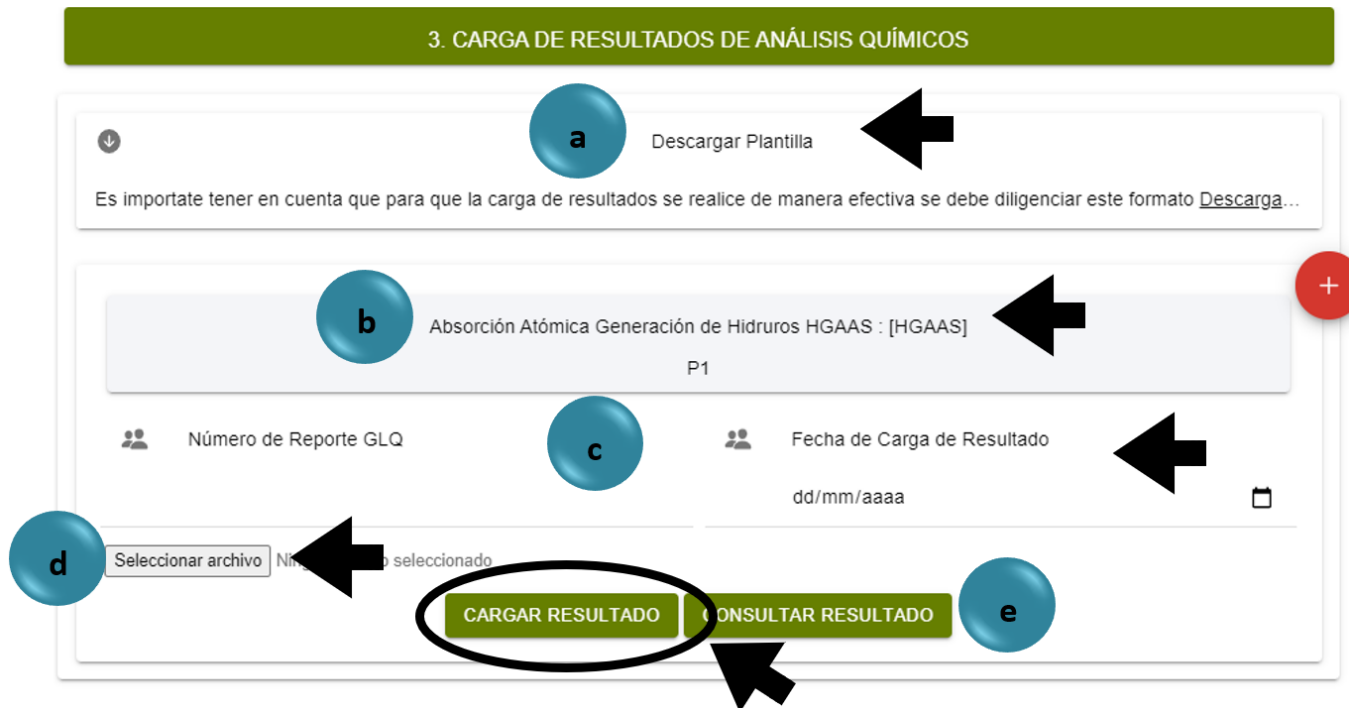 3. CARGA DE RESULTADOS DE ANÁLISIS QUÍMICOS
a
Descargar Plantilla
Es importate tener en cuenta que para que la carga de resultados se realice de manera efectiva se debe diligenciar este formato Descarga...
+
b
Absorción Atómica Generación de Hidruros HGAAS : [HGAAS]
P1
Número de Reporte GLQ
c
Fecha de Carga de Resultado
dd/mm/aaaa
d
Seleccionar archivo
seleccionado
CARGAR RESULTADO
CONSULTAR RESULTADO
e